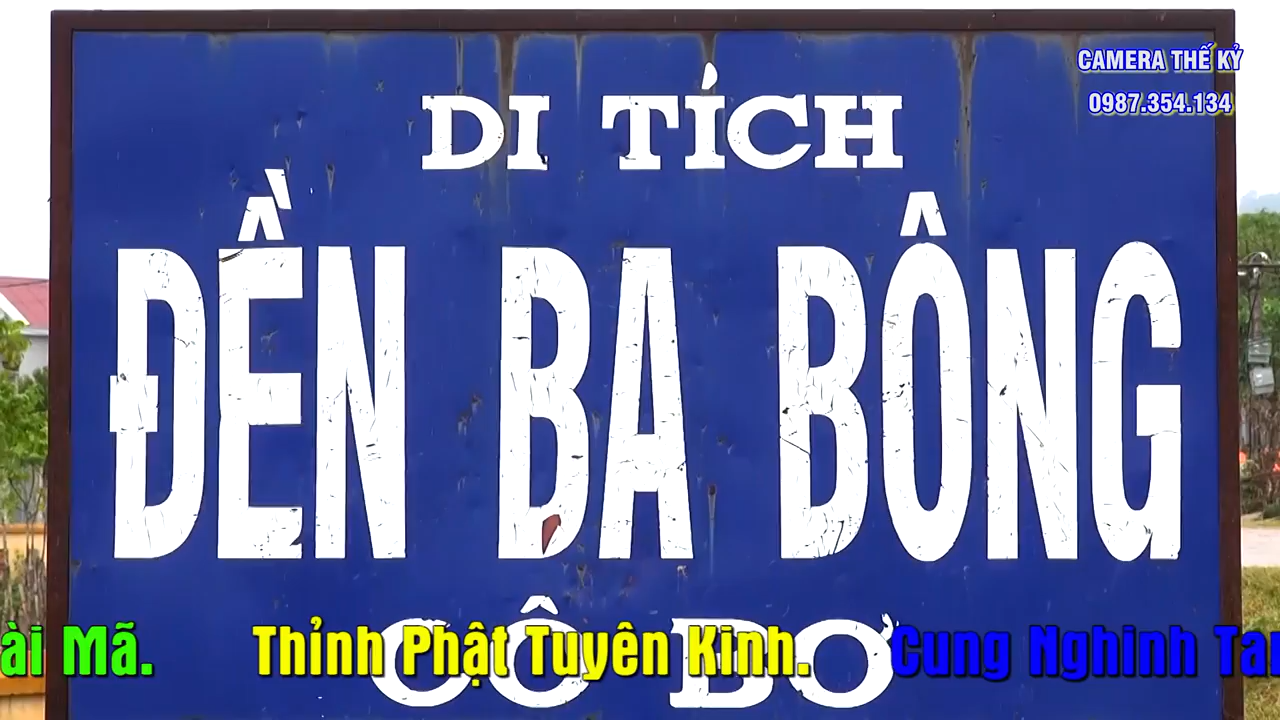 CAMERA THẾ KỶ
0987.354.134
DI TÍCH
ĐỀN BA BÔNG
CÔ BƠ
ài Mã. Thỉnh Phật Tuyên Kinh. Cung Nghinh